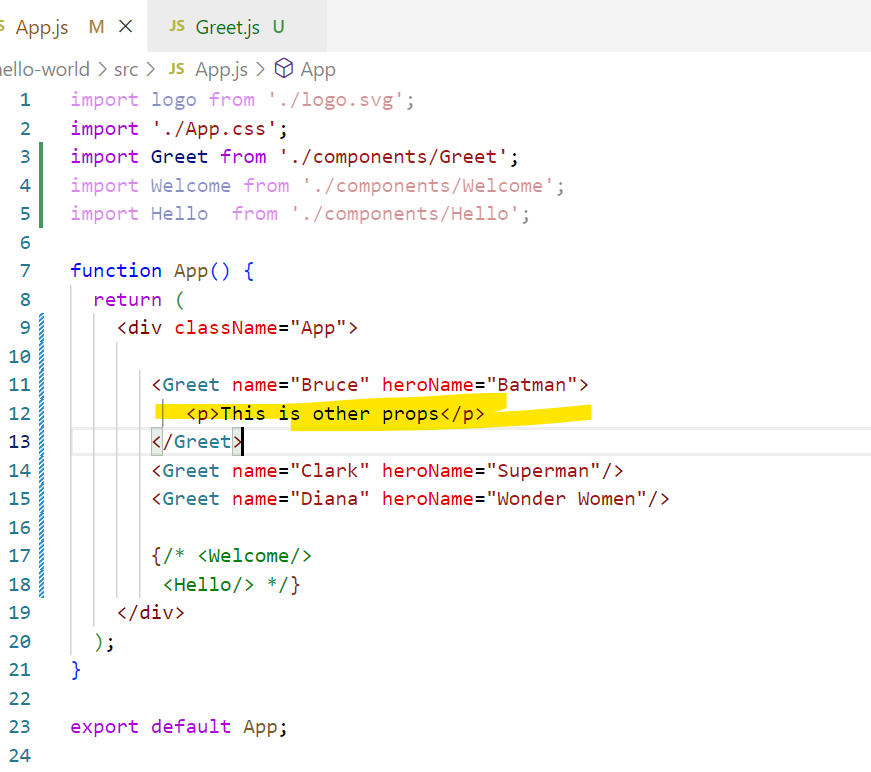 App.js M
JS Greet.js U
hello-world > src > JS App.js > App
1 import logo from './logo.svg';
2 import './App.css';
3 import Greet from './components/Greet';
4 import Welcome from './components/Welcome';
5 import Hello  from './components/Hello';
6
7 function App() {
8   return (
9     <div className="App">
10
11        <Greet name="Bruce" heroName="Batman">
12           <p>This is other props</p>
13        </Greet>
14        <Greet name="Clark" heroName="Superman"/>
15        <Greet name="Diana" heroName="Wonder Women"/>
16
17        {/* <Welcome/>
18         <Hello/> */}
19     </div>
20   );
21 }
22
23 export default App;
24